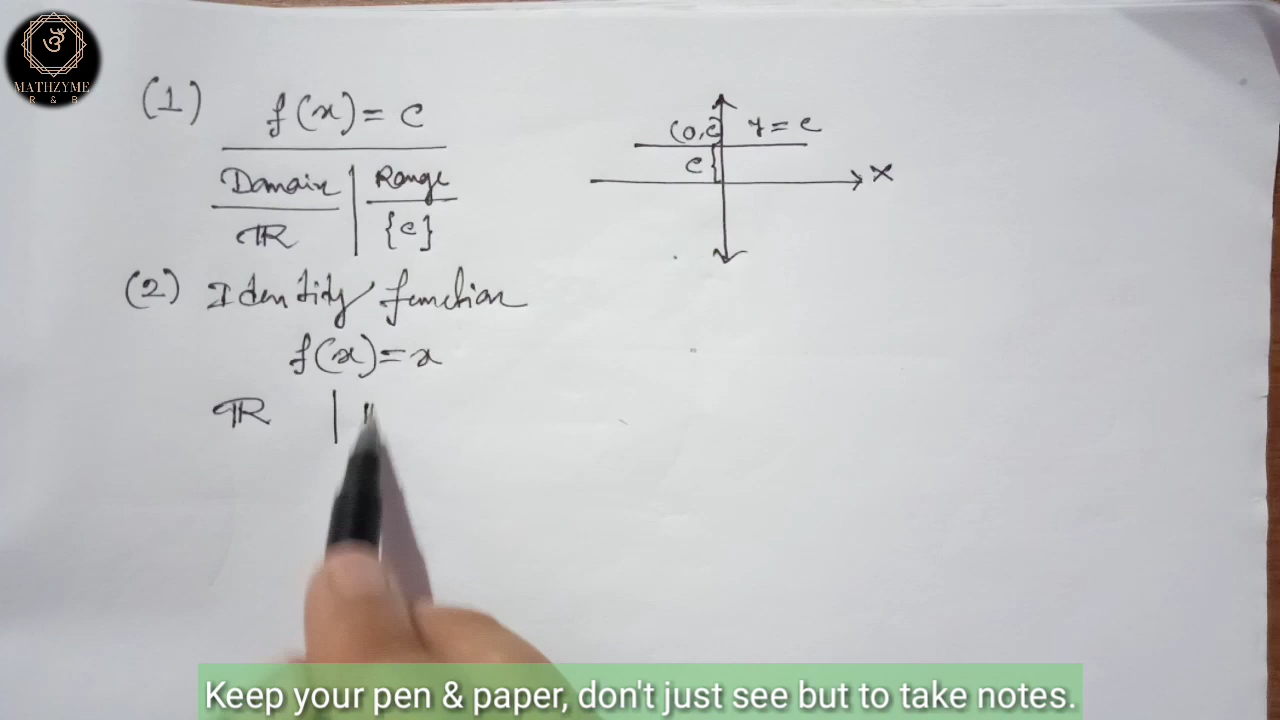 ॐ
MATHZYME
R & B
(1) f(x) = c
Domain | Range
ℝ | {c}
(0,c) y = c
c
x
(2) Identity function
f(x) = x
ℝ |
Keep your pen & paper, don't just see but to take notes.